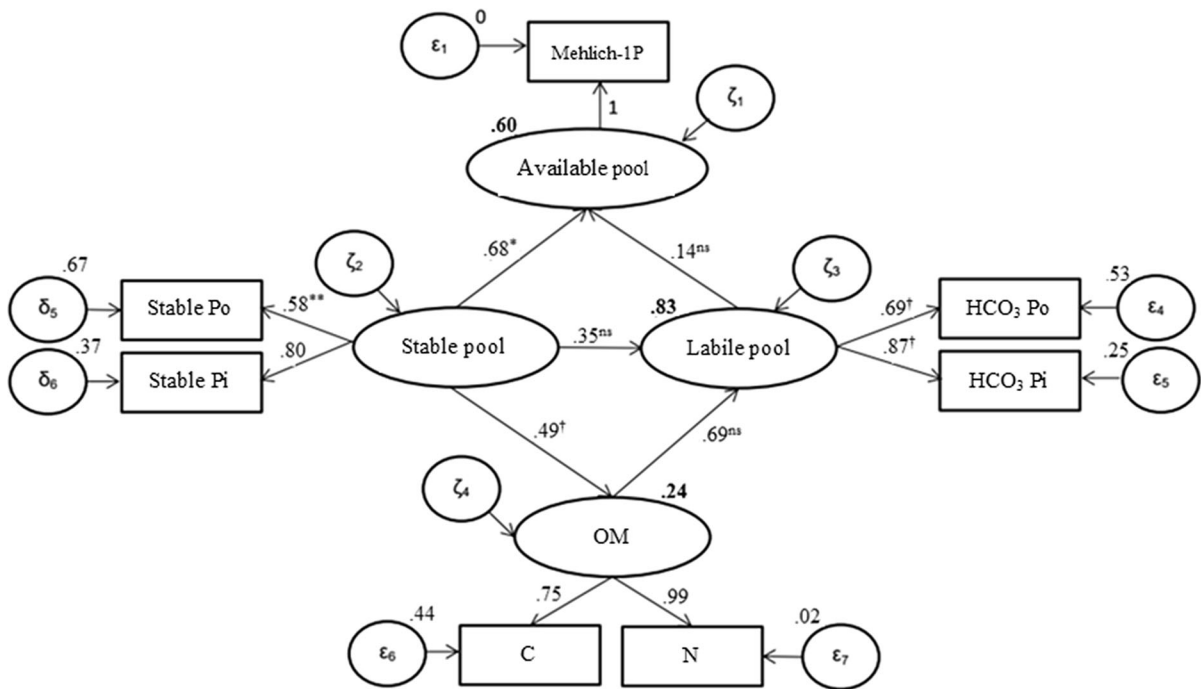 0
ε₁
Mehlich-1P
ζ₁
1
.60
Available pool
.68*
.14ⁿˢ
ζ₂
ζ₃
.67
δ₅
Stable Po
.58**
.37
δ₆
Stable Pi
.80
Stable pool
.35ⁿˢ
.83
Labile pool
.69†
HCO₃ Po
.53
ε₄
.87†
HCO₃ Pi
.25
ε₅
.49†
.69ⁿˢ
ζ₄
.24
OM
.75
.99
.44
ε₆
C
N
.02
ε₇